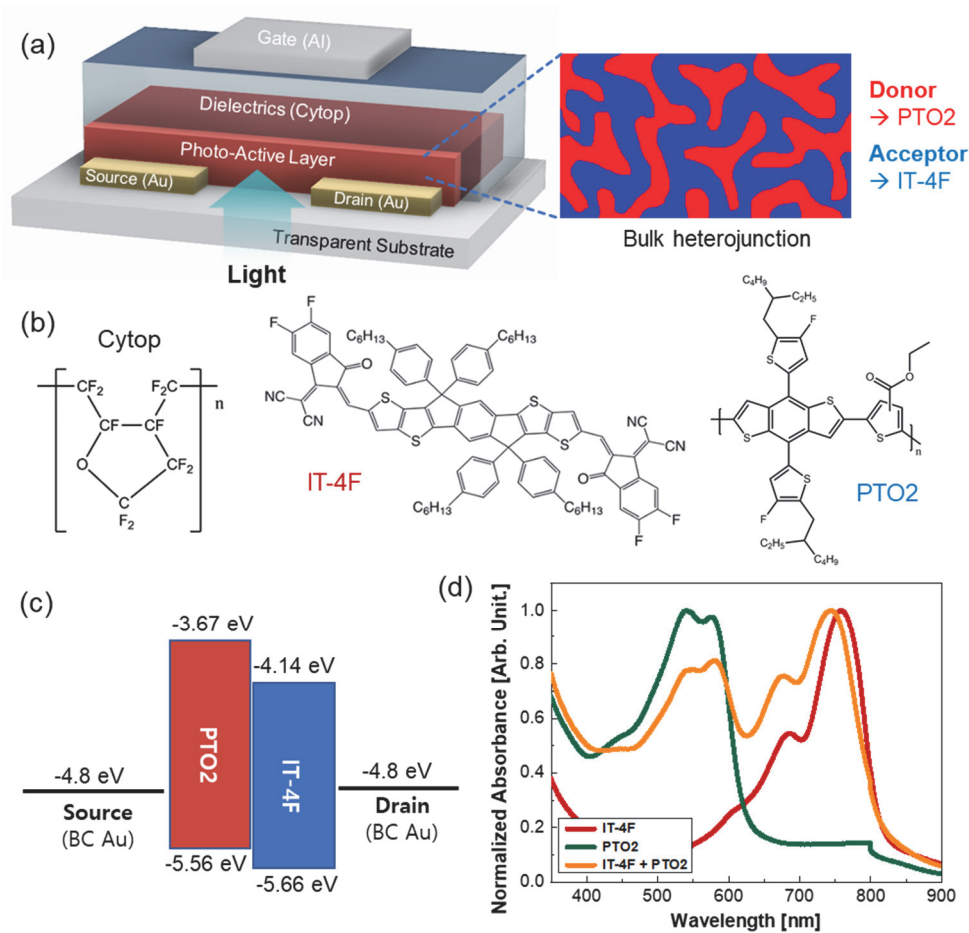 (a)
Gate (Al)
Dielectrics (Cytop)
Photo-Active Layer
Source (Au)
Drain (Au)
Transparent Substrate
Light
Donor
→ PTO2
Acceptor
→ IT-4F
Bulk heterojunction
(b)
Cytop
CF2
F2C
n
CF
CF
O
CF2
C
F2
F
F
O
C6H13
C6H13
NC
CN
CN
S
S
S
S
CN
CN
O
C6H13
C6H13
F
F
IT-4F
C4H9
C2H5
F
S
O
O
S
S
S
n
S
F
C2H5
C4H9
PTO2
(c)
-3.67 eV
-4.14 eV
PTO2
IT-4F
-4.8 eV
-4.8 eV
Source
(BC Au)
Drain
(BC Au)
-5.56 eV
-5.66 eV
(d)
Normalized Absorbance [Arb. Unit.]
1.0
0.8
0.6
0.4
0.2
0.0
IT-4F
PTO2
IT-4F + PTO2
400 500 600 700 800 900
Wavelength [nm]